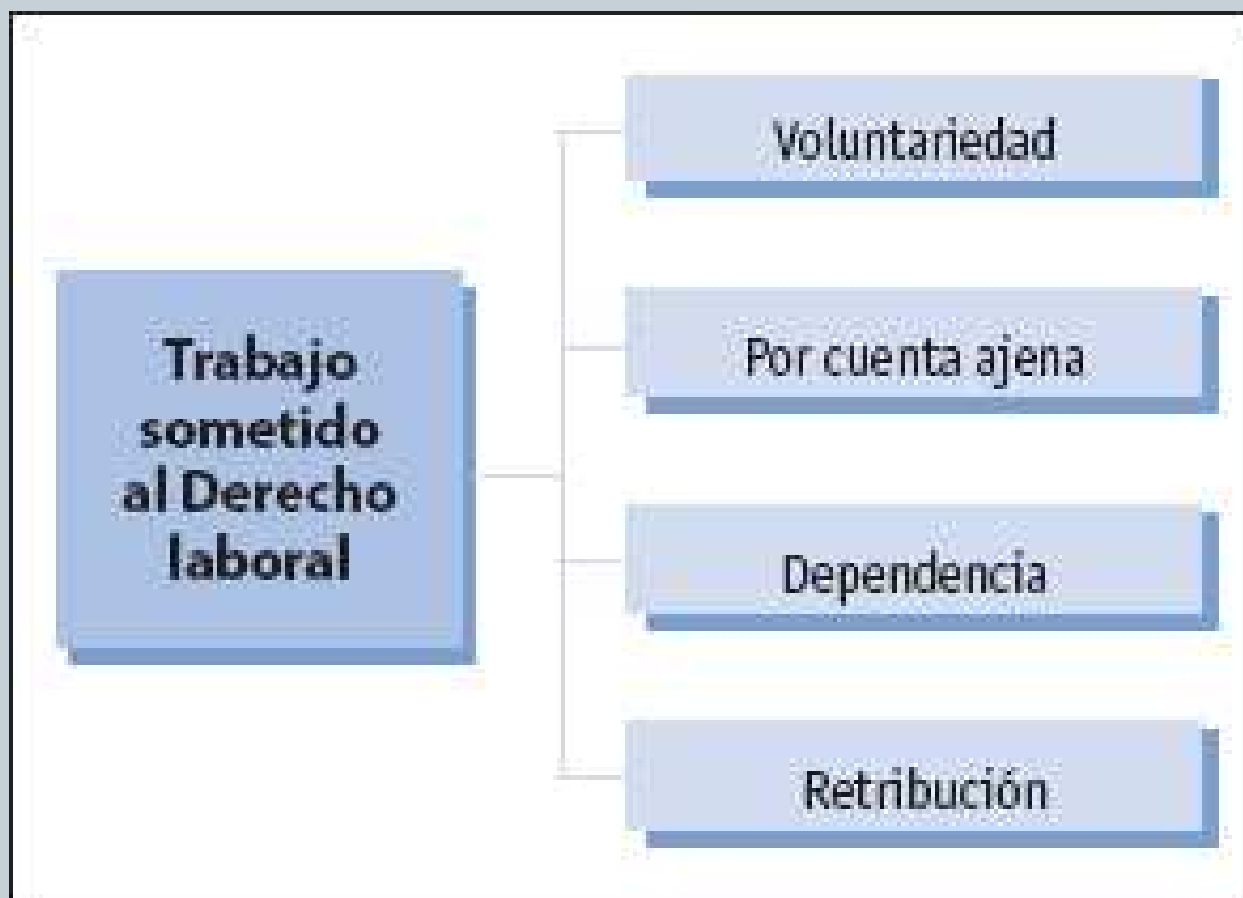 Trabajo
sometido
al Derecho
laboral
Voluntariedad
Por cuenta ajena
Dependencia
Retribución